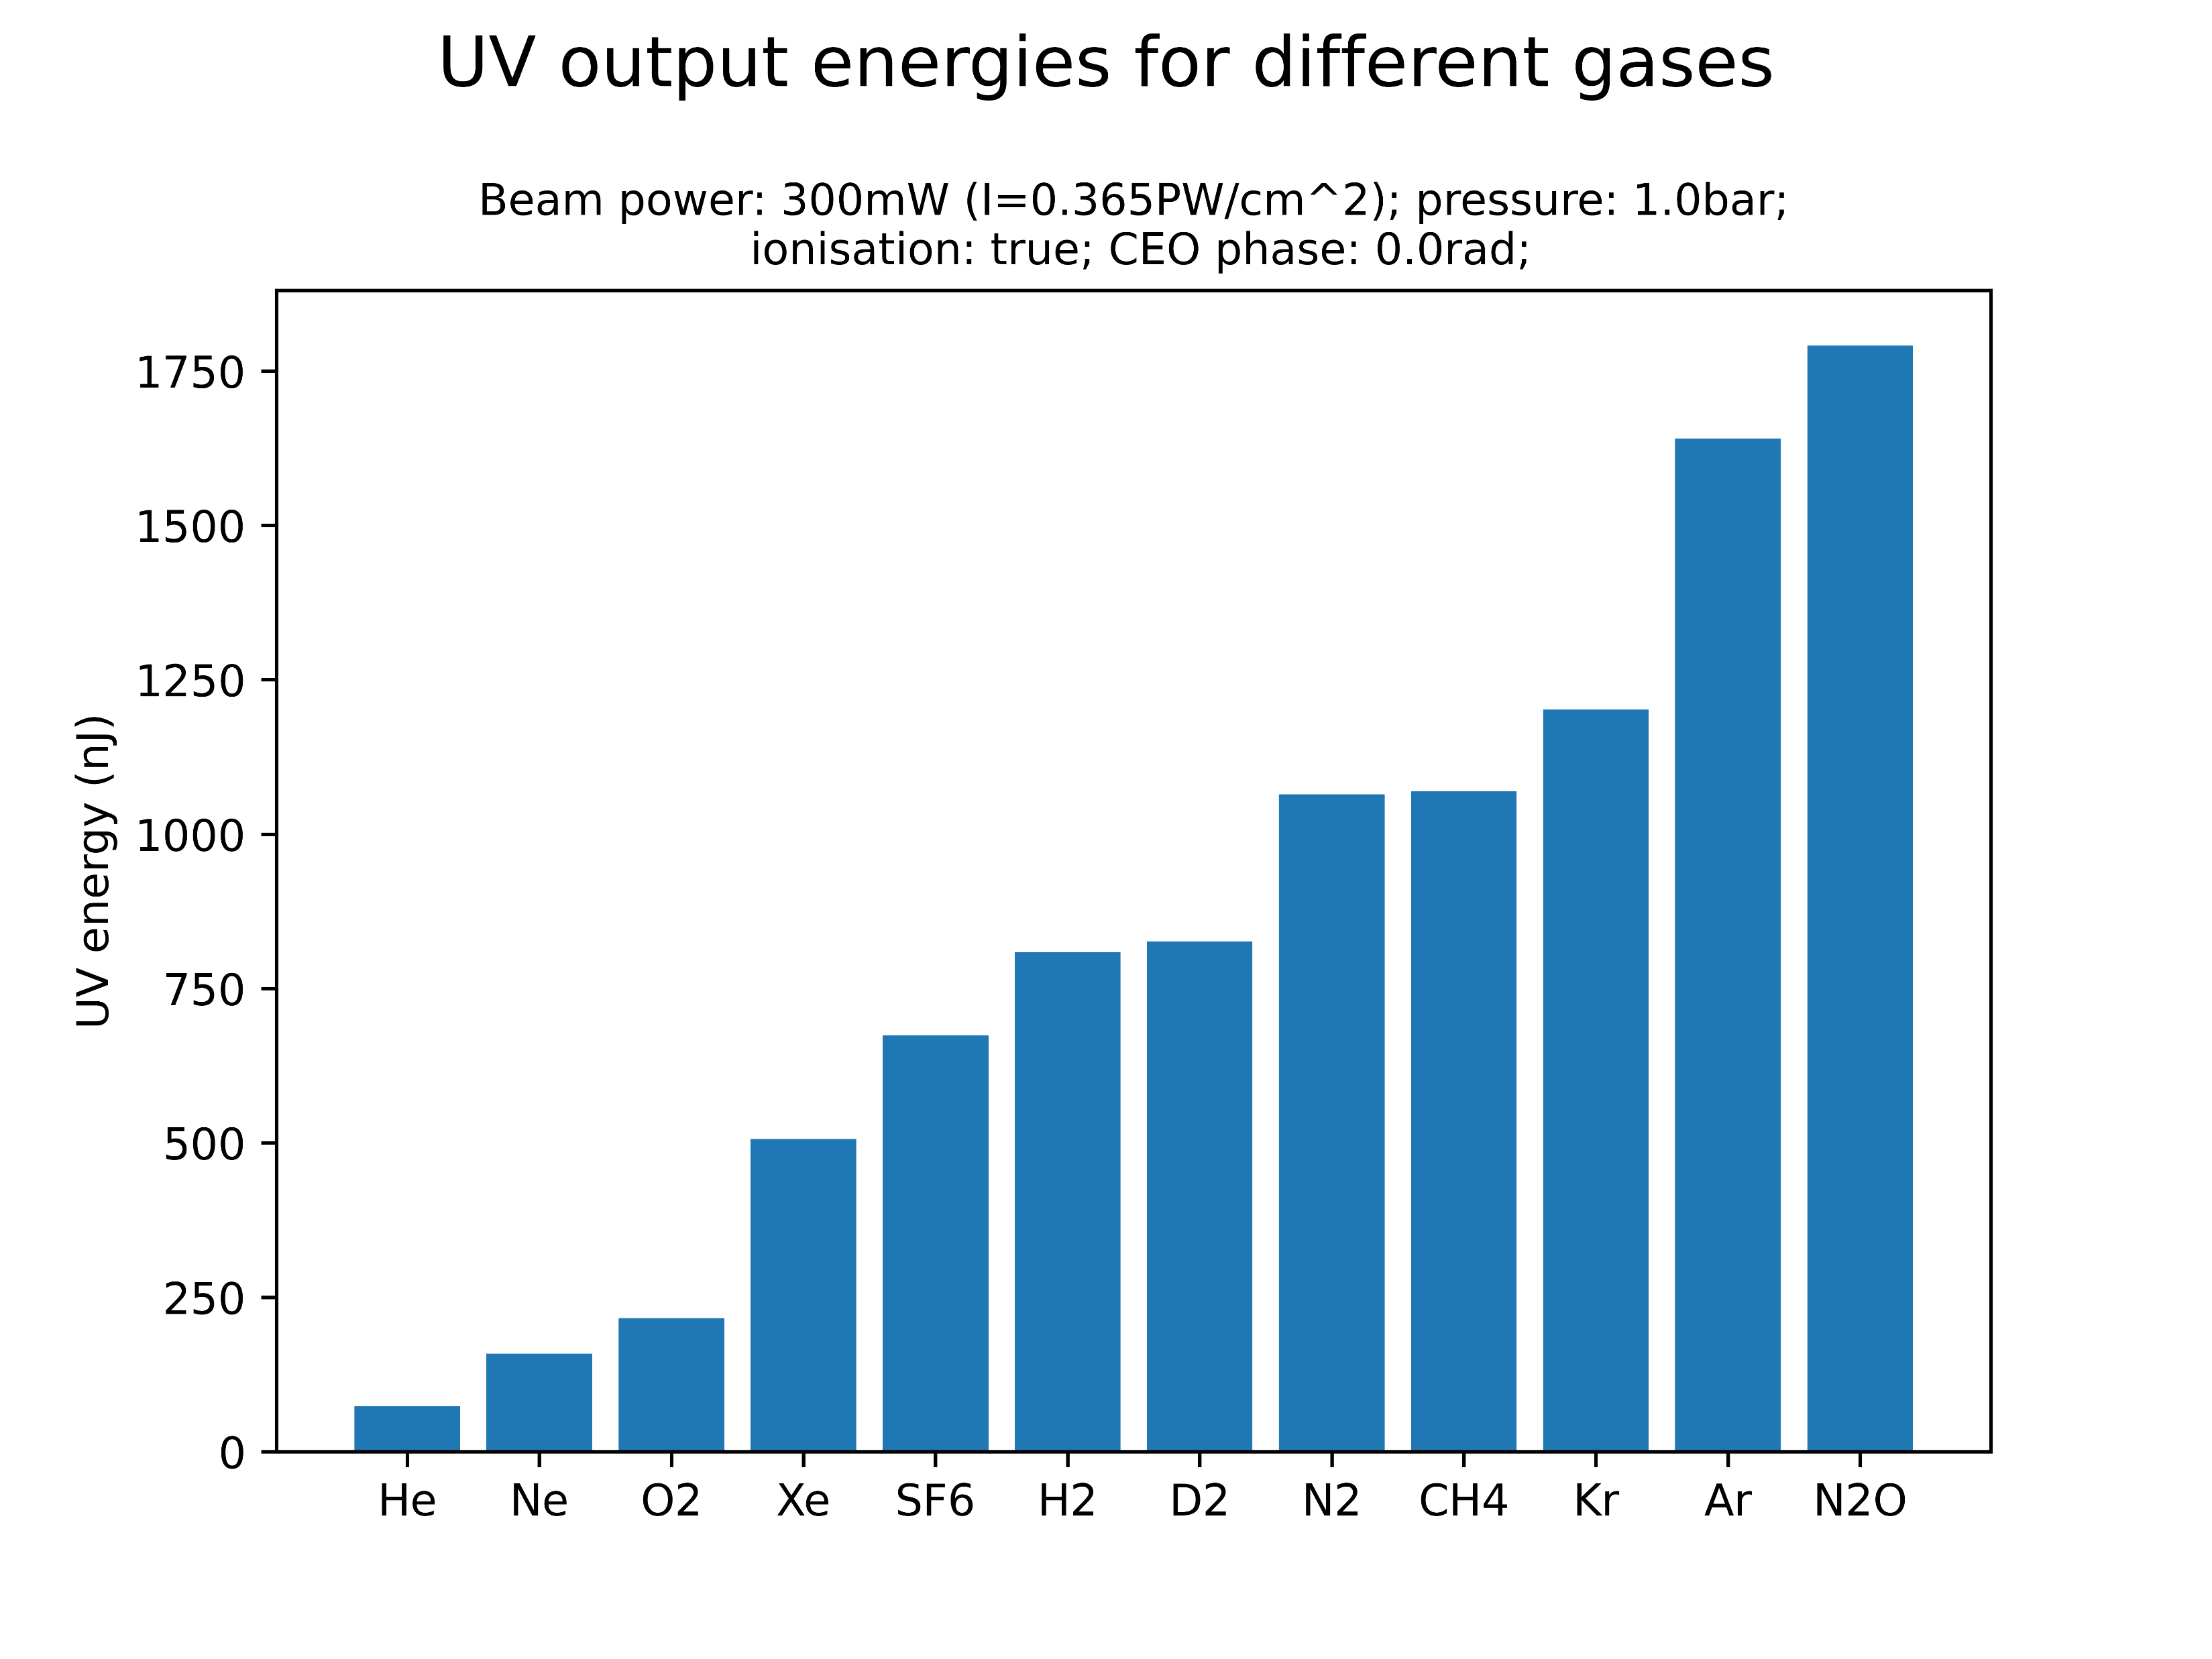 UV output energies for different gases
Beam power: 300mW (I=0.365PW/cm^2); pressure: 1.0bar;
ionisation: true; CEO phase: 0.0rad;
UV energy (nJ)
1750
1500
1250
1000
750
500
250
0
He Ne O2 Xe SF6 H2 D2 N2 CH4 Kr Ar N2O